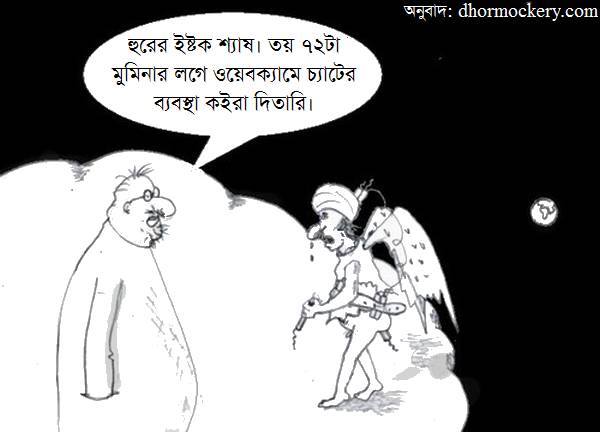 অনুবাদ: dhormockery.com
হুরের ইষ্টক শ্যাষ। তয় ৭২টা
মুমিনার লগে ওয়েবক্যামে চ্যাটের
ব্যবস্থা কইরা দিতারি।